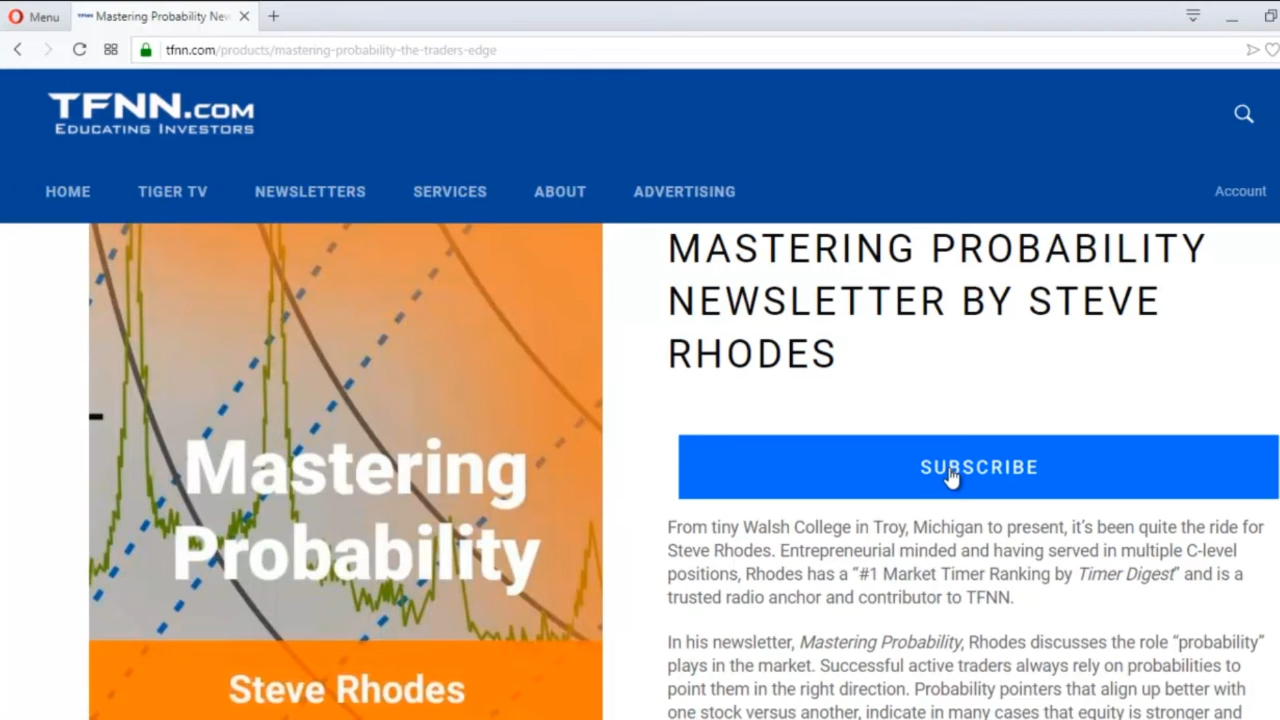 Menu
Mastering Probability New
tfnn.com/products/mastering-probability-the-traders-edge
TFNN.COM
EDUCATING INVESTORS
HOME TIGER TV NEWSLETTERS SERVICES ABOUT ADVERTISING Account
Mastering
Probability
Steve Rhodes
MASTERING PROBABILITY
NEWSLETTER BY STEVE
RHODES
SUBSCRIBE
From tiny Walsh College in Troy, Michigan to present, it’s been quite the ride for
Steve Rhodes. Entrepreneurial minded and having served in multiple C-level
positions, Rhodes has a “#1 Market Timer Ranking by Timer Digest” and is a
trusted radio anchor and contributor to TFNN.
In his newsletter, Mastering Probability, Rhodes discusses the role “probability”
plays in the market. Successful active traders always rely on probabilities to
point them in the right direction. Probability pointers that align up better with
one stock versus another, indicate in many cases that equity is stronger and